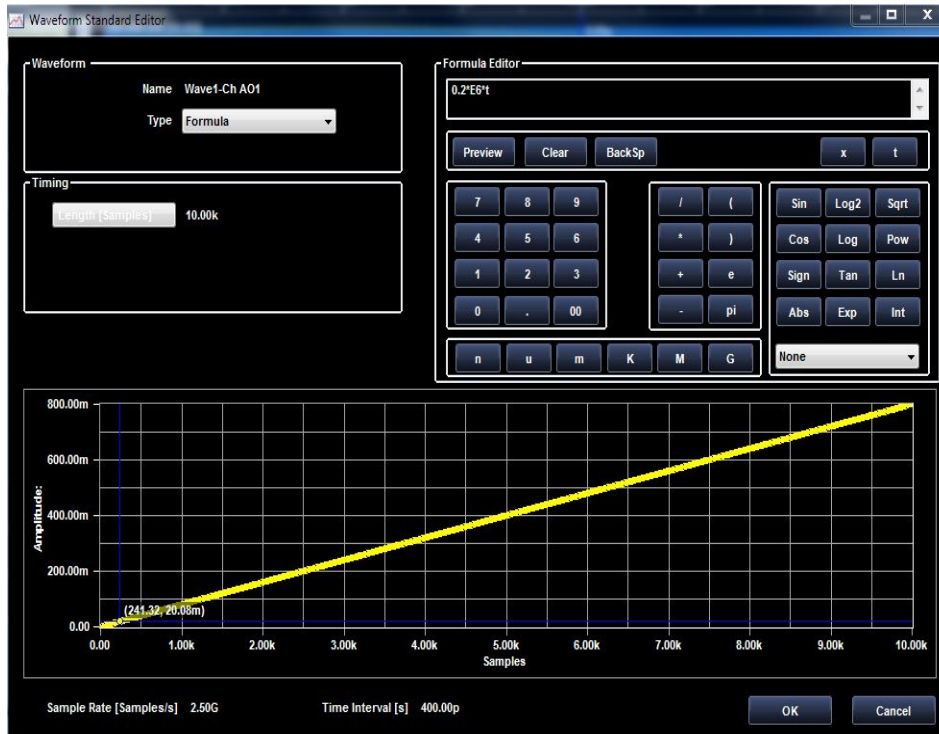 Waveform Standard Editor
X
Waveform
Name Wave1-Ch AO1
Type Formula
Timing
Length [Samples] 10.00k
Formula Editor
0.2*E6*t
Preview Clear BackSp x t
7 8 9 / ( Sin Log2 Sqrt
4 5 6 * ) Cos Log Pow
1 2 3 + e Sign Tan Ln
0 . 00 - pi Abs Exp Int
n u m K M G None
800.00m
600.00m
400.00m
200.00m
0.00
Amplitude:
(241.32, 20.08m)
0.00 1.00k 2.00k 3.00k 4.00k 5.00k 6.00k 7.00k 8.00k 9.00k 10.00k
Samples
Sample Rate [Samples/s] 2.50G Time Interval [s] 400.00p OK Cancel